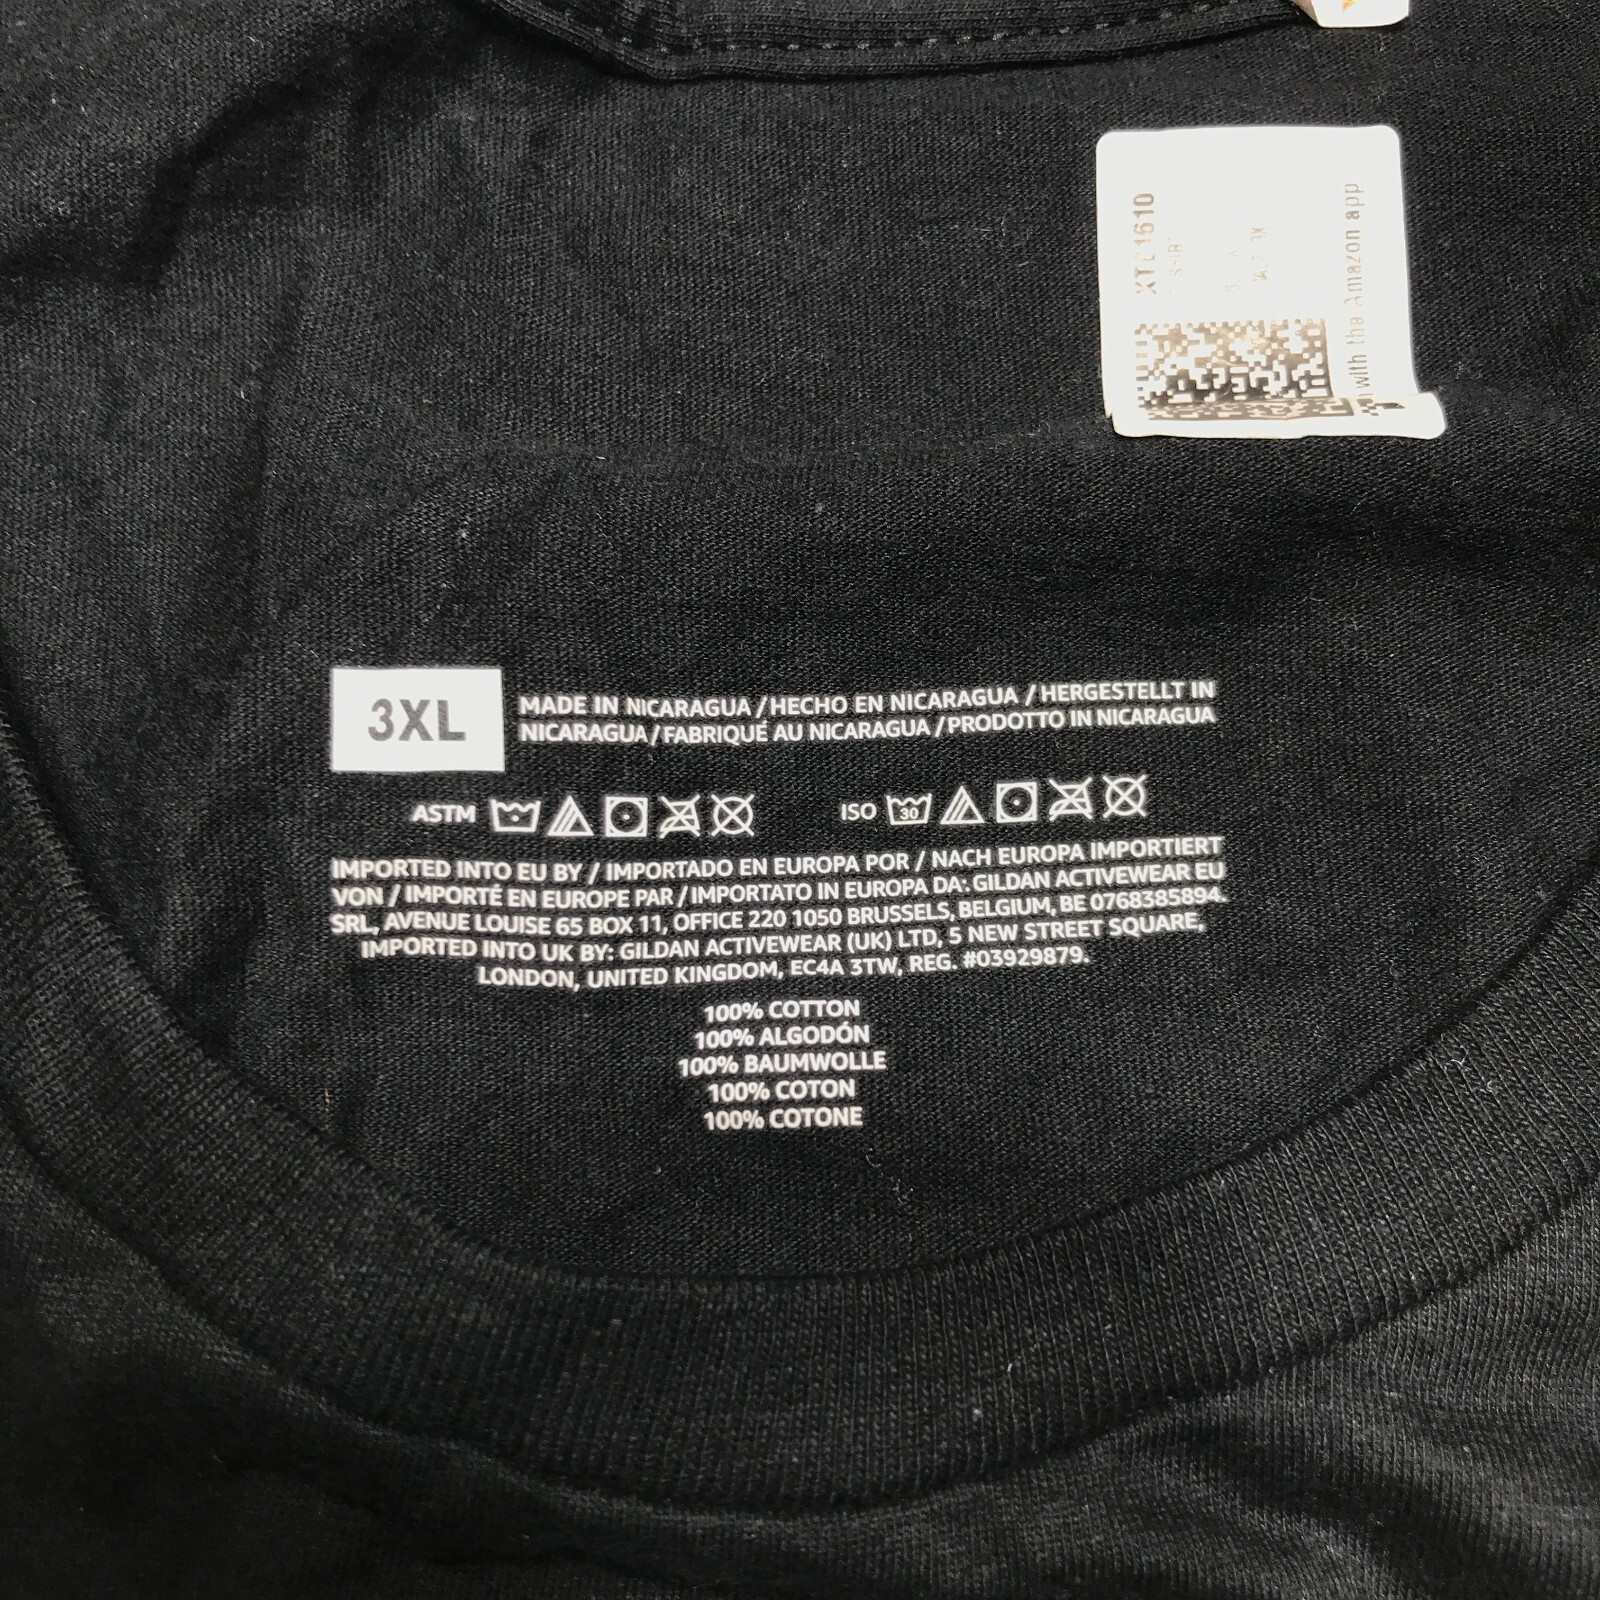 XTC1610
with the Amazon app
3XL
MADE IN NICARAGUA / HECHO EN NICARAGUA / HERGESTELLT IN
NICARAGUA / FABRIQUÉ AU NICARAGUA / PRODOTTO IN NICARAGUA
ASTM
ISO 30
IMPORTED INTO EU BY / IMPORTADO EN EUROPA POR / NACH EUROPA IMPORTIERT
VON / IMPORTÉ EN EUROPE PAR / IMPORTATO IN EUROPA DA: GILDAN ACTIVEWEAR EU
SRL, AVENUE LOUISE 65 BOX 11, OFFICE 220 1050 BRUSSELS, BELGIUM, BE 0768385894.
IMPORTED INTO UK BY: GILDAN ACTIVEWEAR (UK) LTD, 5 NEW STREET SQUARE,
LONDON, UNITED KINGDOM, EC4A 3TW, REG. #03929879.
100% COTTON
100% ALGODÓN
100% BAUMWOLLE
100% COTON
100% COTONE